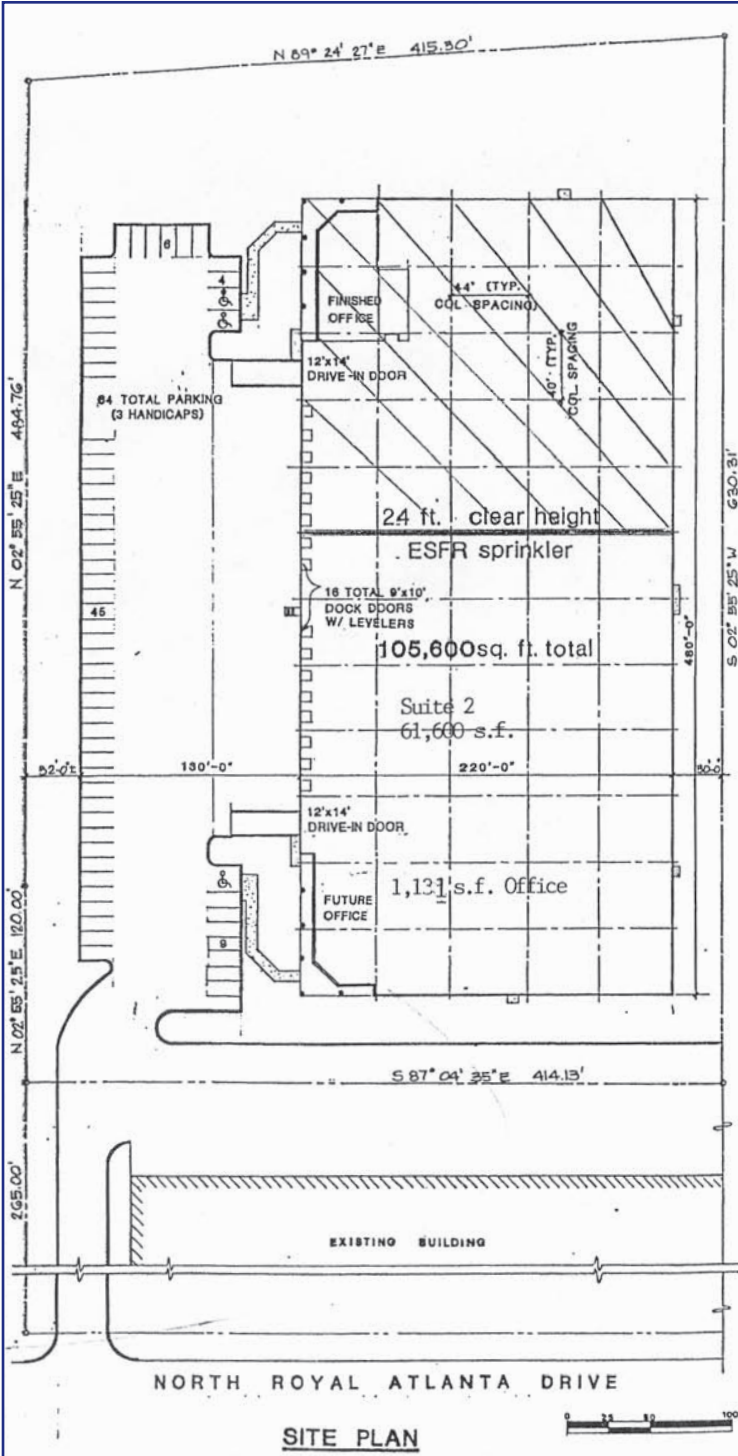 N 89° 24' 27" E 415.30'
6
4
FINISHED
OFFICE
44' (TYP.
COL. SPACING)
40' (TYP.
COL. SPACING
12'x14'
DRIVE-IN DOOR
64 TOTAL PARKING
(3 HANDICAPS)
N 02° 55' 25" E 484.76'
S 02° 55' 25" W 630.31'
24 ft. clear height
ESFR sprinkler
16 TOTAL 9'x10'
DOCK DOORS
W/ LEVELERS
45
105,600sq. ft. total
480'-0"
Suite 2
61,600 s.f.
130'-0"
220'-0"
12'x14'
DRIVE-IN DOOR
1,131 s.f. Office
FUTURE
OFFICE
9
N 02° 55' 25" E 120.00'
S 87° 04' 35" E 414.13'
265.00'
EXISTING BUILDING
NORTH ROYAL ATLANTA DRIVE
SITE PLAN
0 25 50 100